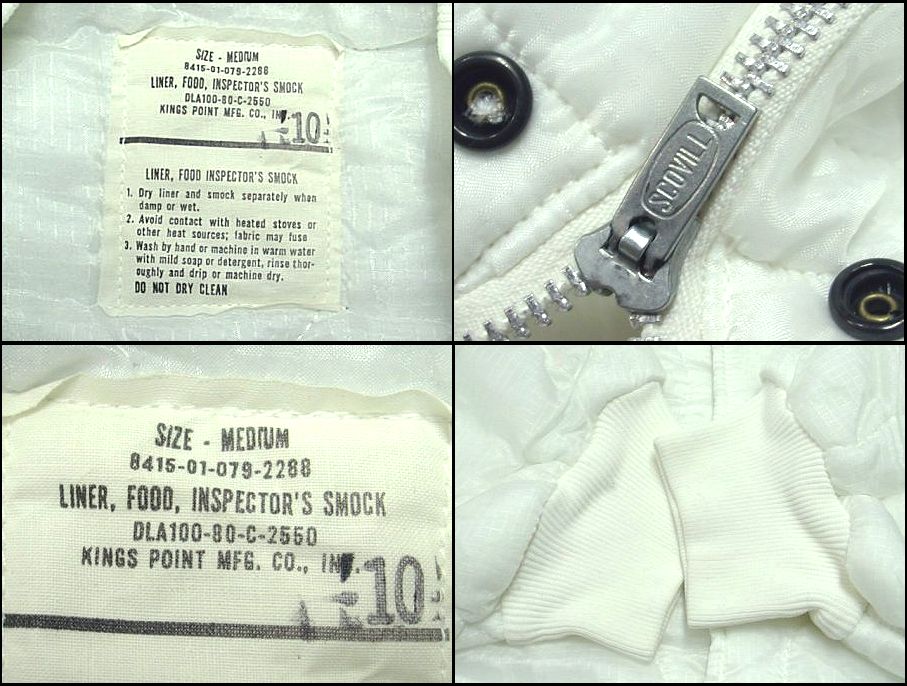 SIZE - MEDIUM
8415-01-079-2288
LINER, FOOD, INSPECTOR'S SMOCK
DLA100-80-C-2550
KINGS POINT MFG. CO., INC.
10
LINER, FOOD INSPECTOR'S SMOCK
1. Dry liner and smock separately when
damp or wet.
2. Avoid contact with heated stoves or
other heat sources; fabric may fuse
3. Wash by hand or machine in warm water
with mild soap or detergent, rinse thor-
oughly and drip or machine dry.
DO NOT DRY CLEAN
SCOVILL
SIZE - MEDIUM
8415-01-079-2288
LINER, FOOD, INSPECTOR'S SMOCK
DLA100-80-C-2550
KINGS POINT MFG. CO., INC.
10